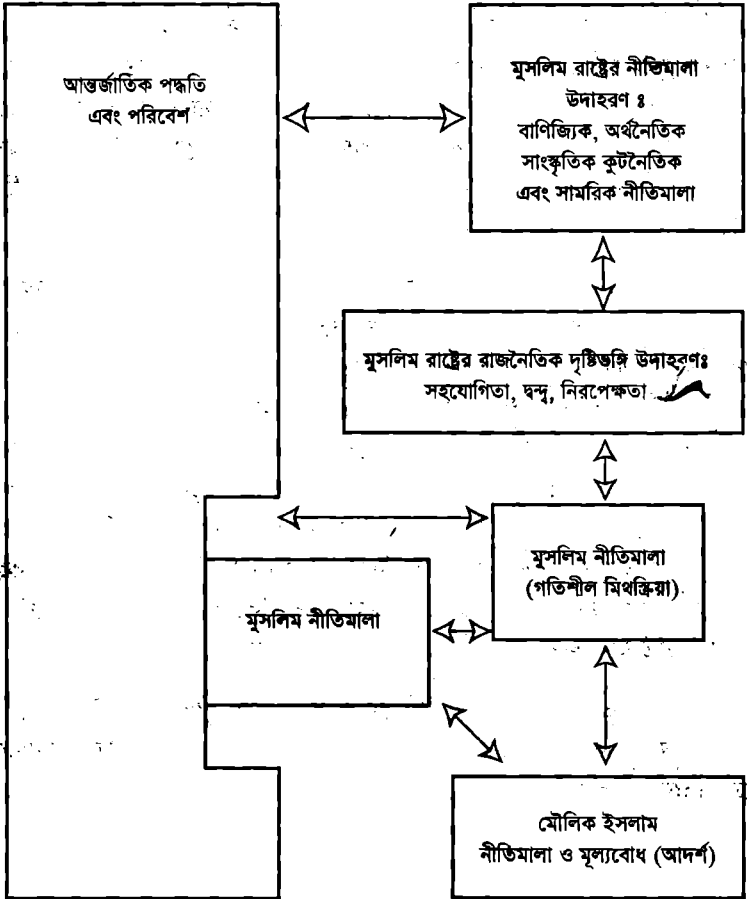 আন্তর্জাতিক পদ্ধতি
এবং পরিবেশ
মুসলিম রাষ্ট্রের নীতিমালা
উদাহরণ ঃ
বাণিজ্যিক, অর্থনৈতিক
সাংস্কৃতিক কুটনৈতিক
এবং সামরিক নীতিমালা
মুসলিম রাষ্ট্রের রাজনৈতিক দৃষ্টিভঙ্গি উদাহরণঃ
সহযোগিতা, দ্বন্দ্ব, নিরপেক্ষতা
মুসলিম নীতিমালা
(গতিশীল মিথস্ক্রিয়া)
মুসলিম নীতিমালা
মৌলিক ইসলাম
নীতিমালা ও মূল্যবোধ (আদর্শ)